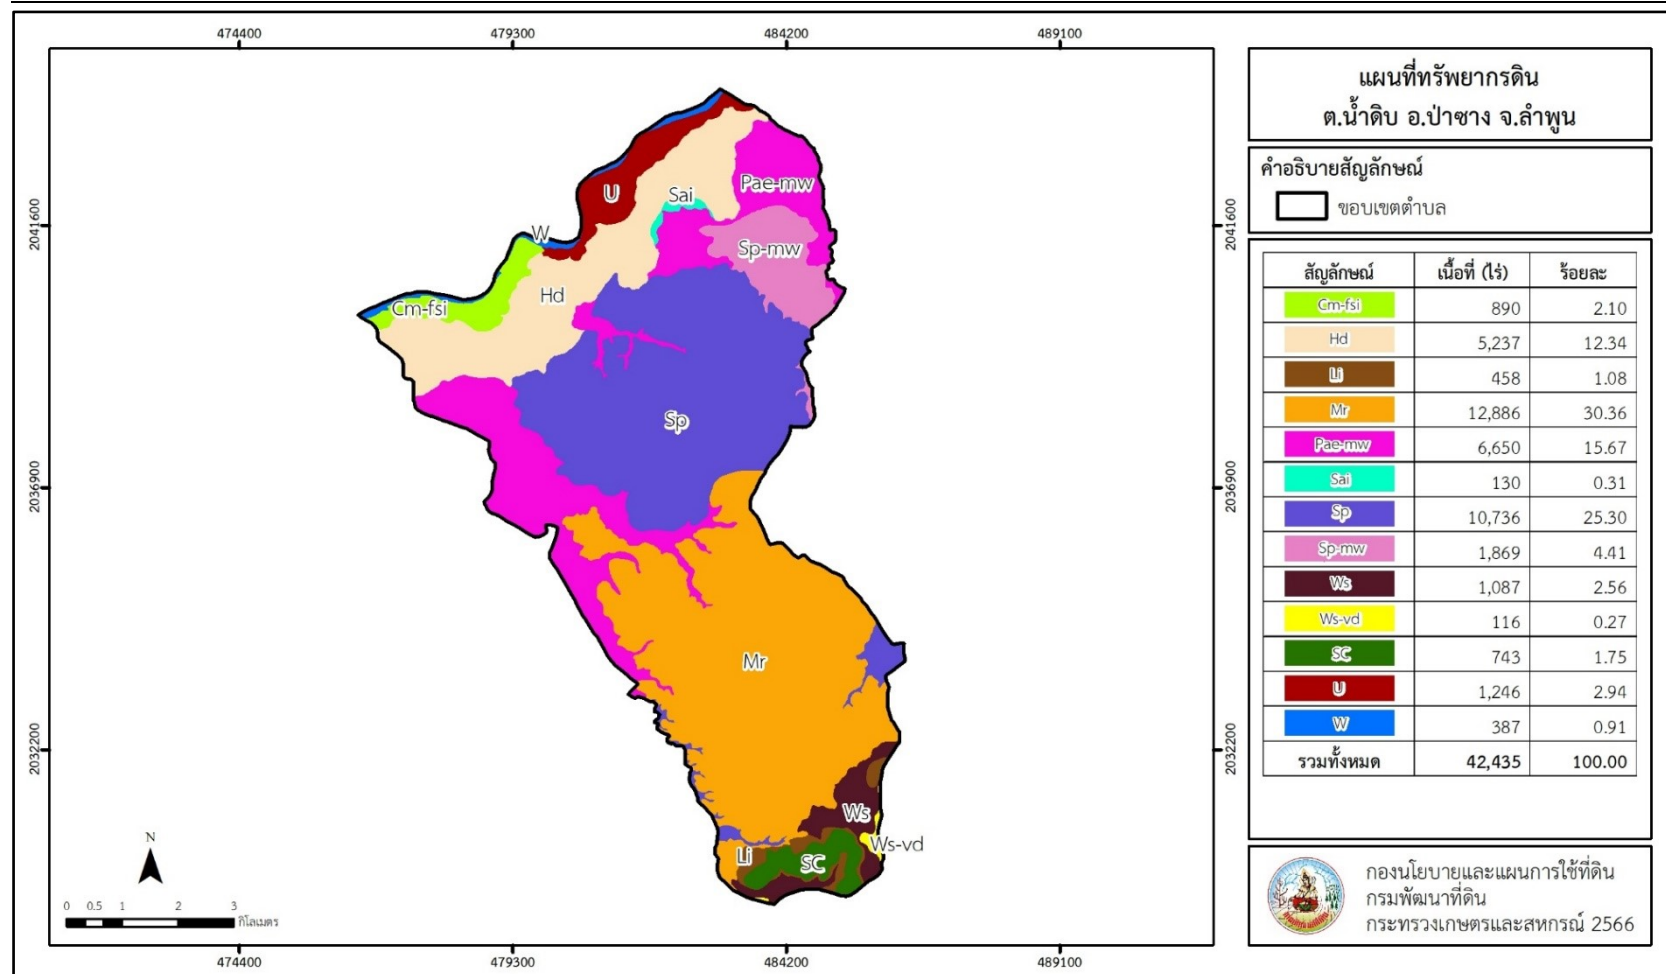 474400 479300 484200 489100
แผนที่ทรัพยากรดิน
ต.น้ำดิบ อ.ป่าซาง จ.ลำพูน
คำอธิบายสัญลักษณ์
ขอบเขตตำบล
สัญลักษณ์ เนื้อที่ (ไร่) ร้อยละ
Cm-fsi 890 2.10
Hd 5,237 12.34
Li 458 1.08
Mr 12,886 30.36
Pae-mw 6,650 15.67
Sai 130 0.31
Sp 10,736 25.30
Sp-mw 1,869 4.41
Ws 1,087 2.56
Ws-vd 116 0.27
SC 743 1.75
U 1,246 2.94
W 387 0.91
รวมทั้งหมด 42,435 100.00
กองนโยบายและแผนการใช้ที่ดิน
กรมพัฒนาที่ดิน
กระทรวงเกษตรและสหกรณ์ 2566
2041600 2041600
2036900 2036900
2032200 2032200
Pae-mw
U
Sai
W
Sp-mw
Hd
Cm-fsi
Sp
Mr
Ws
Ws-vd
Li
SC
N
0 0.5 1 2 3
กิโลเมตร
474400 479300 484200 489100